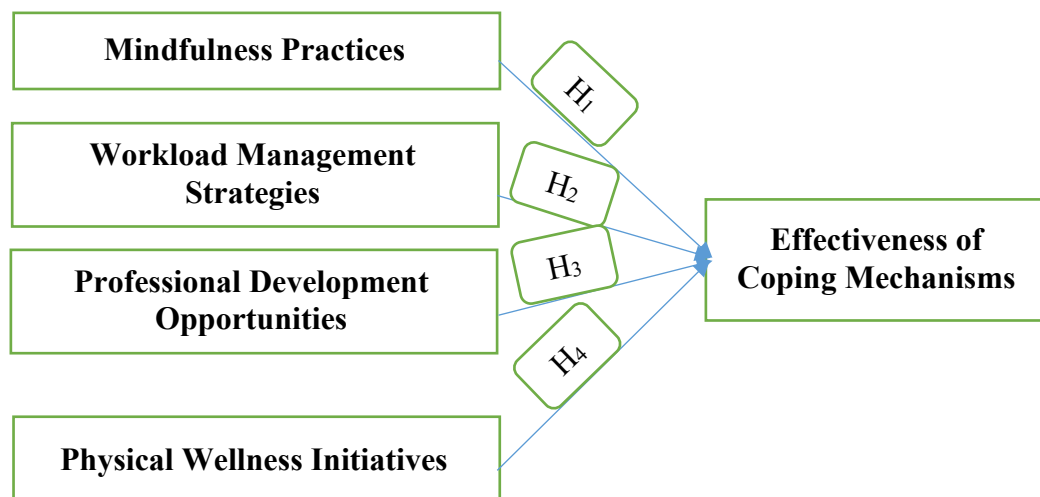 Mindfulness Practices
H₁
Workload Management
Strategies
H₂
Professional Development
Opportunities
H₃
Physical Wellness Initiatives
H₄
Effectiveness of
Coping Mechanisms